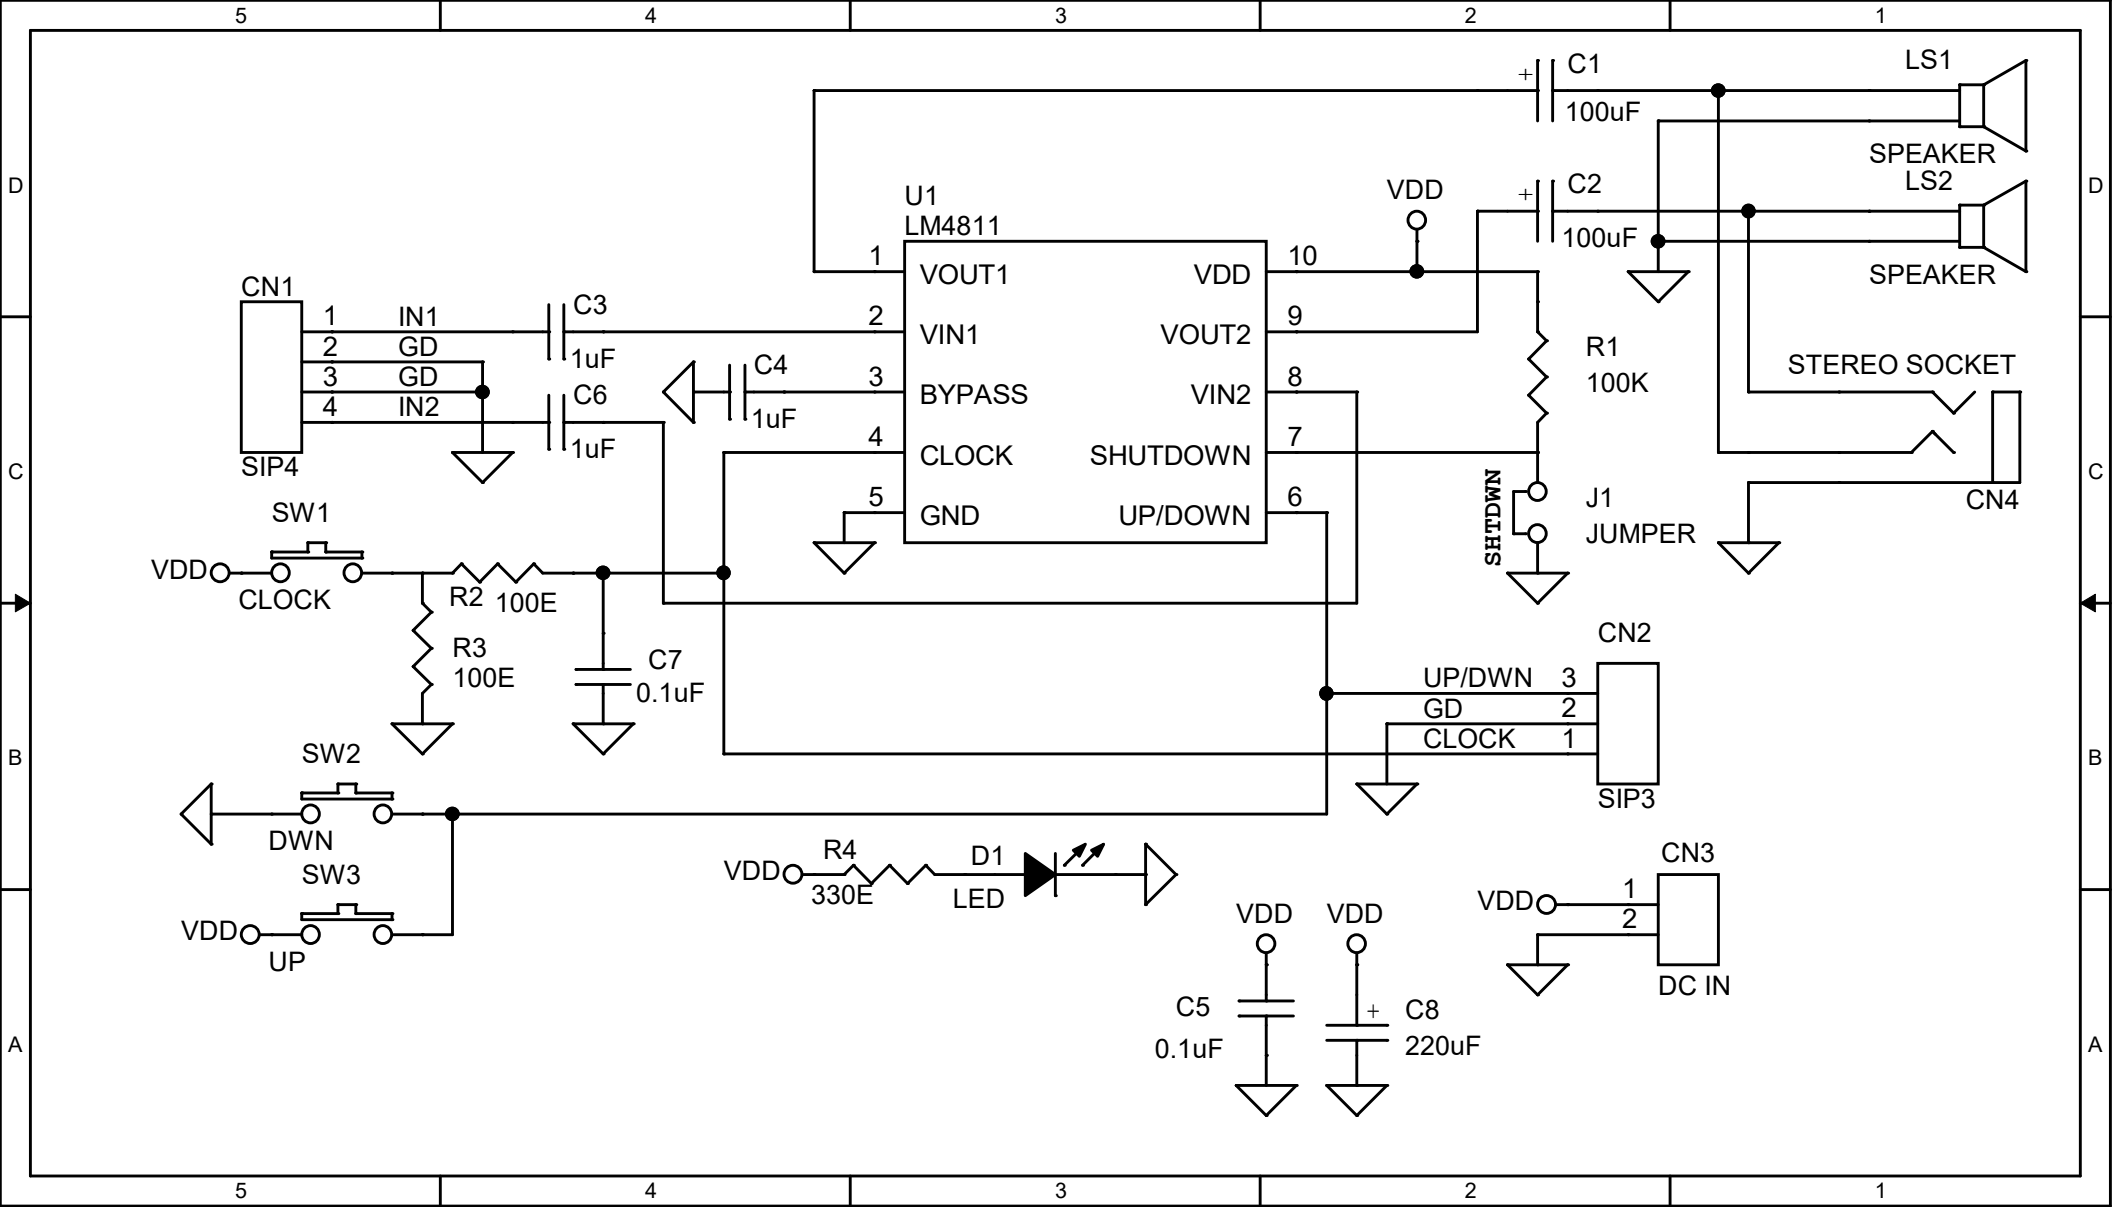 5 4 3 2 1
C1
LS1
+
100uF
SPEAKER
D D
LS2
C2
VDD
+
U1
LM4811
100uF
1 VOUT1 VDD 10
SPEAKER
CN1
1 IN1
C3
2 VIN1 VOUT2 9
2 GD
1uF
R1
STEREO SOCKET
3 GD
C4
3 BYPASS VIN2 8
100K
4 IN2
C6
1uF
1uF
4 CLOCK SHUTDOWN 7
SIP4
C C
SHTDWN
J1
CN4
SW1
5 GND UP/DOWN 6
JUMPER
VDD
CLOCK
R2 100E
CN2
R3
100E
C7
0.1uF
UP/DWN 3
GD 2
CLOCK 1
SW2
B B
SIP3
DWN
R4
D1
CN3
SW3
VDD
330E
LED
1
VDD
VDD VDD
2
VDD
UP
DC IN
C5
+
C8
0.1uF
220uF
A A
5 4 3 2 1